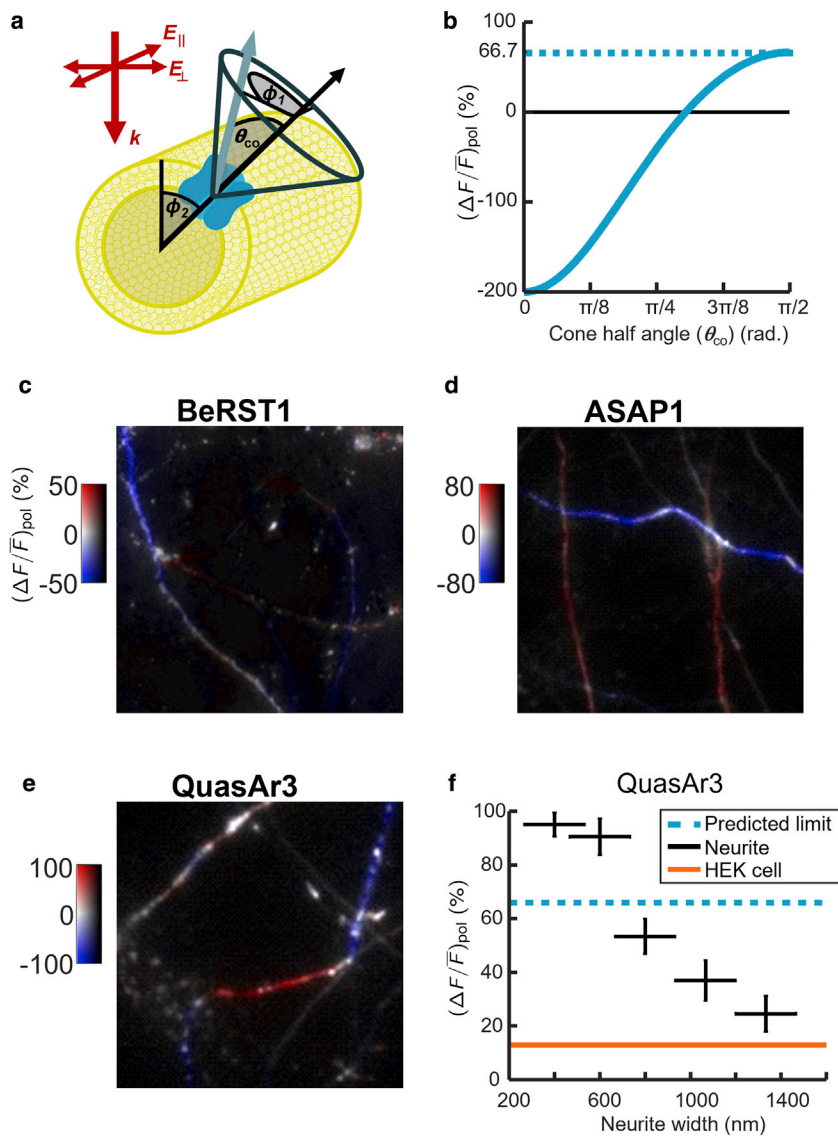 a
E||
E⊥
k
ϕ1
θco
ϕ2
b
(ΔF/F̅)pol (%)
100
66.7
0
-100
-200
0 π/8 π/4 3π/8 π/2
Cone half angle (θco) (rad.)
c
BeRST1
(ΔF/F̅)pol (%)
50
0
-50
d
ASAP1
80
0
-80
e
QuasAr3
100
0
-100
f
QuasAr3
(ΔF/F̅)pol (%)
100
80
60
40
20
0
Predicted limit
Neurite
HEK cell
200 600 1000 1400
Neurite width (nm)